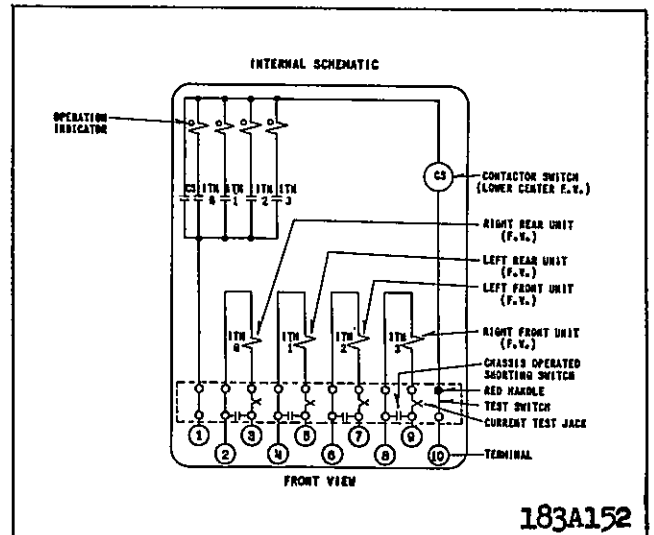 INTERNAL SCHEMATIC
OPERATION
INDICATOR
CS
CONTACTOR SWITCH
(LOWER CENTER F.V.)
CS ITH ITH ITH ITH
1 2 3
RIGHT REAR UNIT
(F.V.)
LEFT REAR UNIT
(F.V.)
LEFT FRONT UNIT
(F.V.)
RIGHT FRONT UNIT
(F.V.)
ITH ITH ITH ITH
1 2
CHASSIS OPERATED
SHORTING SWITCH
RED HANDLE
TEST SWITCH
CURRENT TEST JACK
1 3 5 7 9
2 4 6 8 10
TERMINAL
FRONT VIEW
183A152